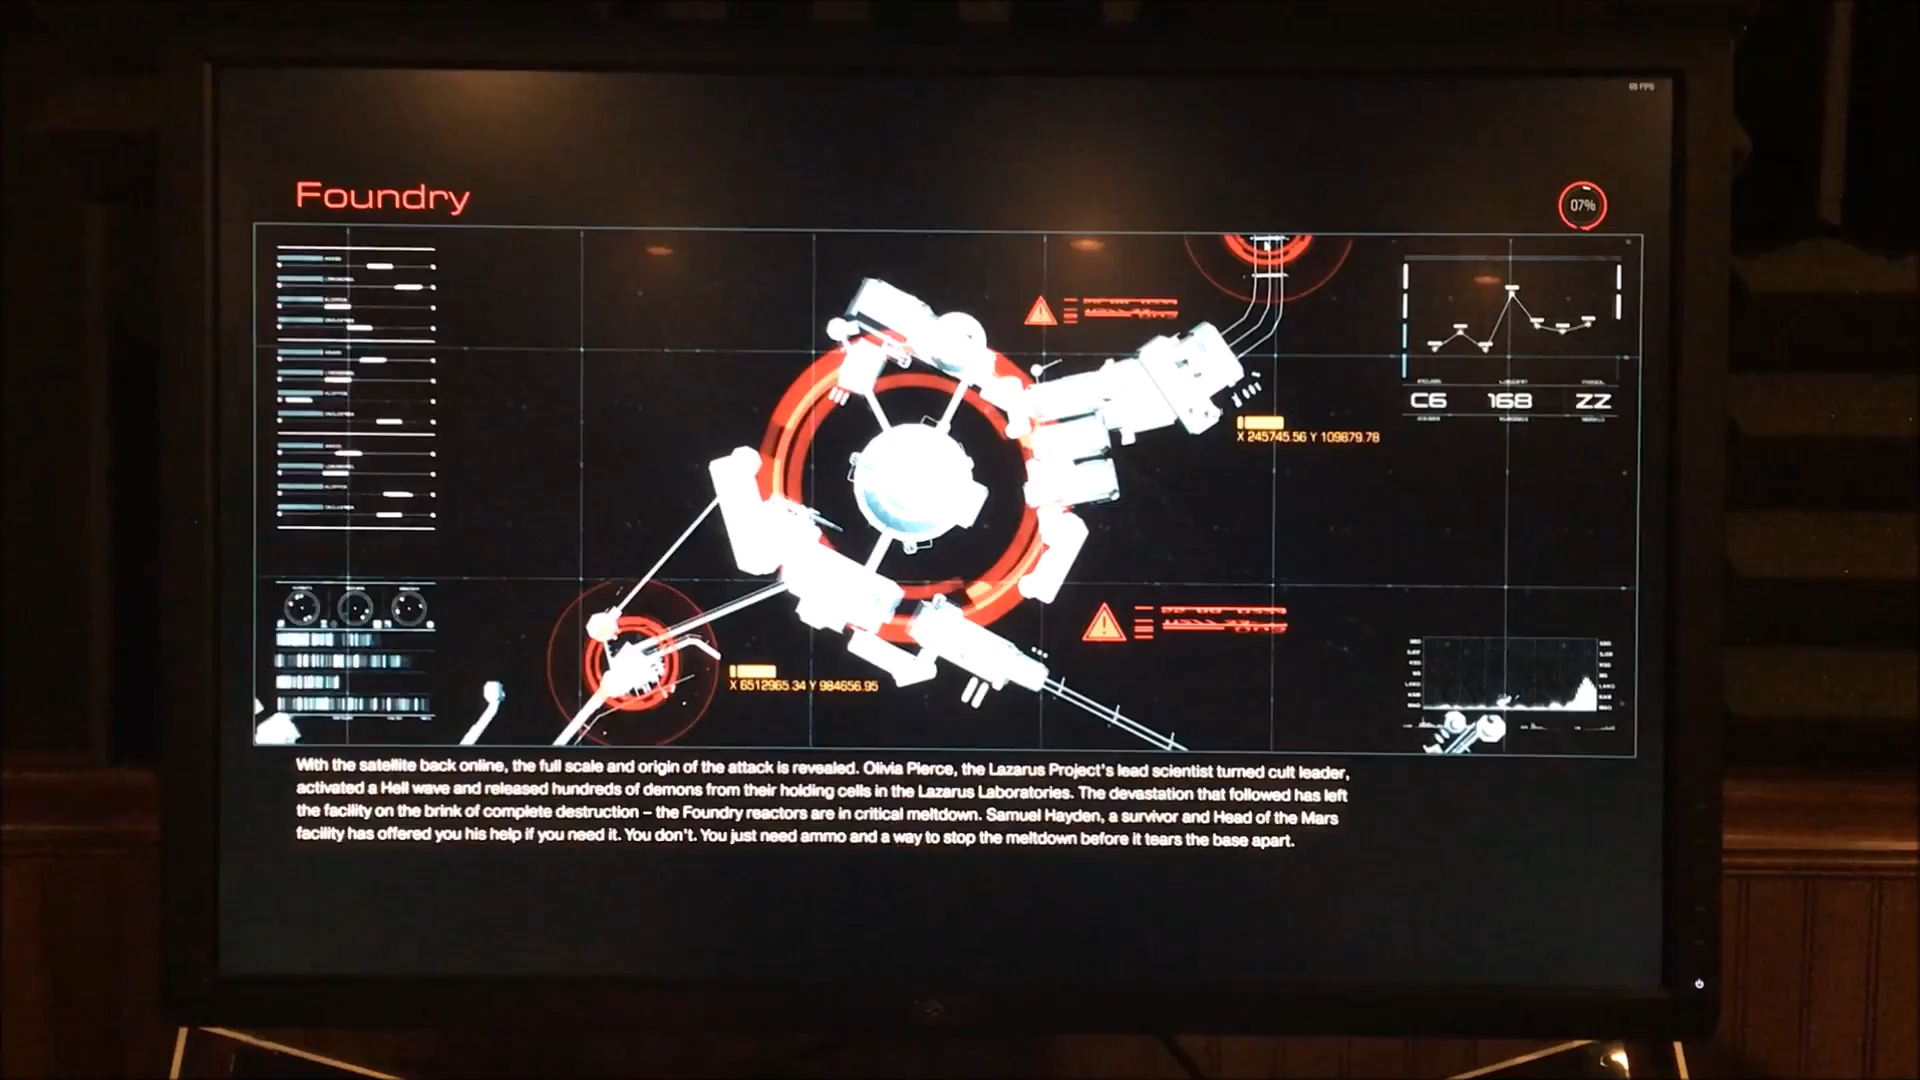 68 FPS
Foundry
07%
C6 168 ZZ
X 245745.56 Y 109879.78
X 6512965.34 Y 984656.95
With the satellite back online, the full scale and origin of the attack is revealed. Olivia Pierce, the Lazarus Project's lead scientist turned cult leader,
activated a Hell wave and released hundreds of demons from their holding cells in the Lazarus Laboratories. The devastation that followed has left
the facility on the brink of complete destruction – the Foundry reactors are in critical meltdown. Samuel Hayden, a survivor and Head of the Mars
facility has offered you his help if you need it. You don't. You just need ammo and a way to stop the meltdown before it tears the base apart.